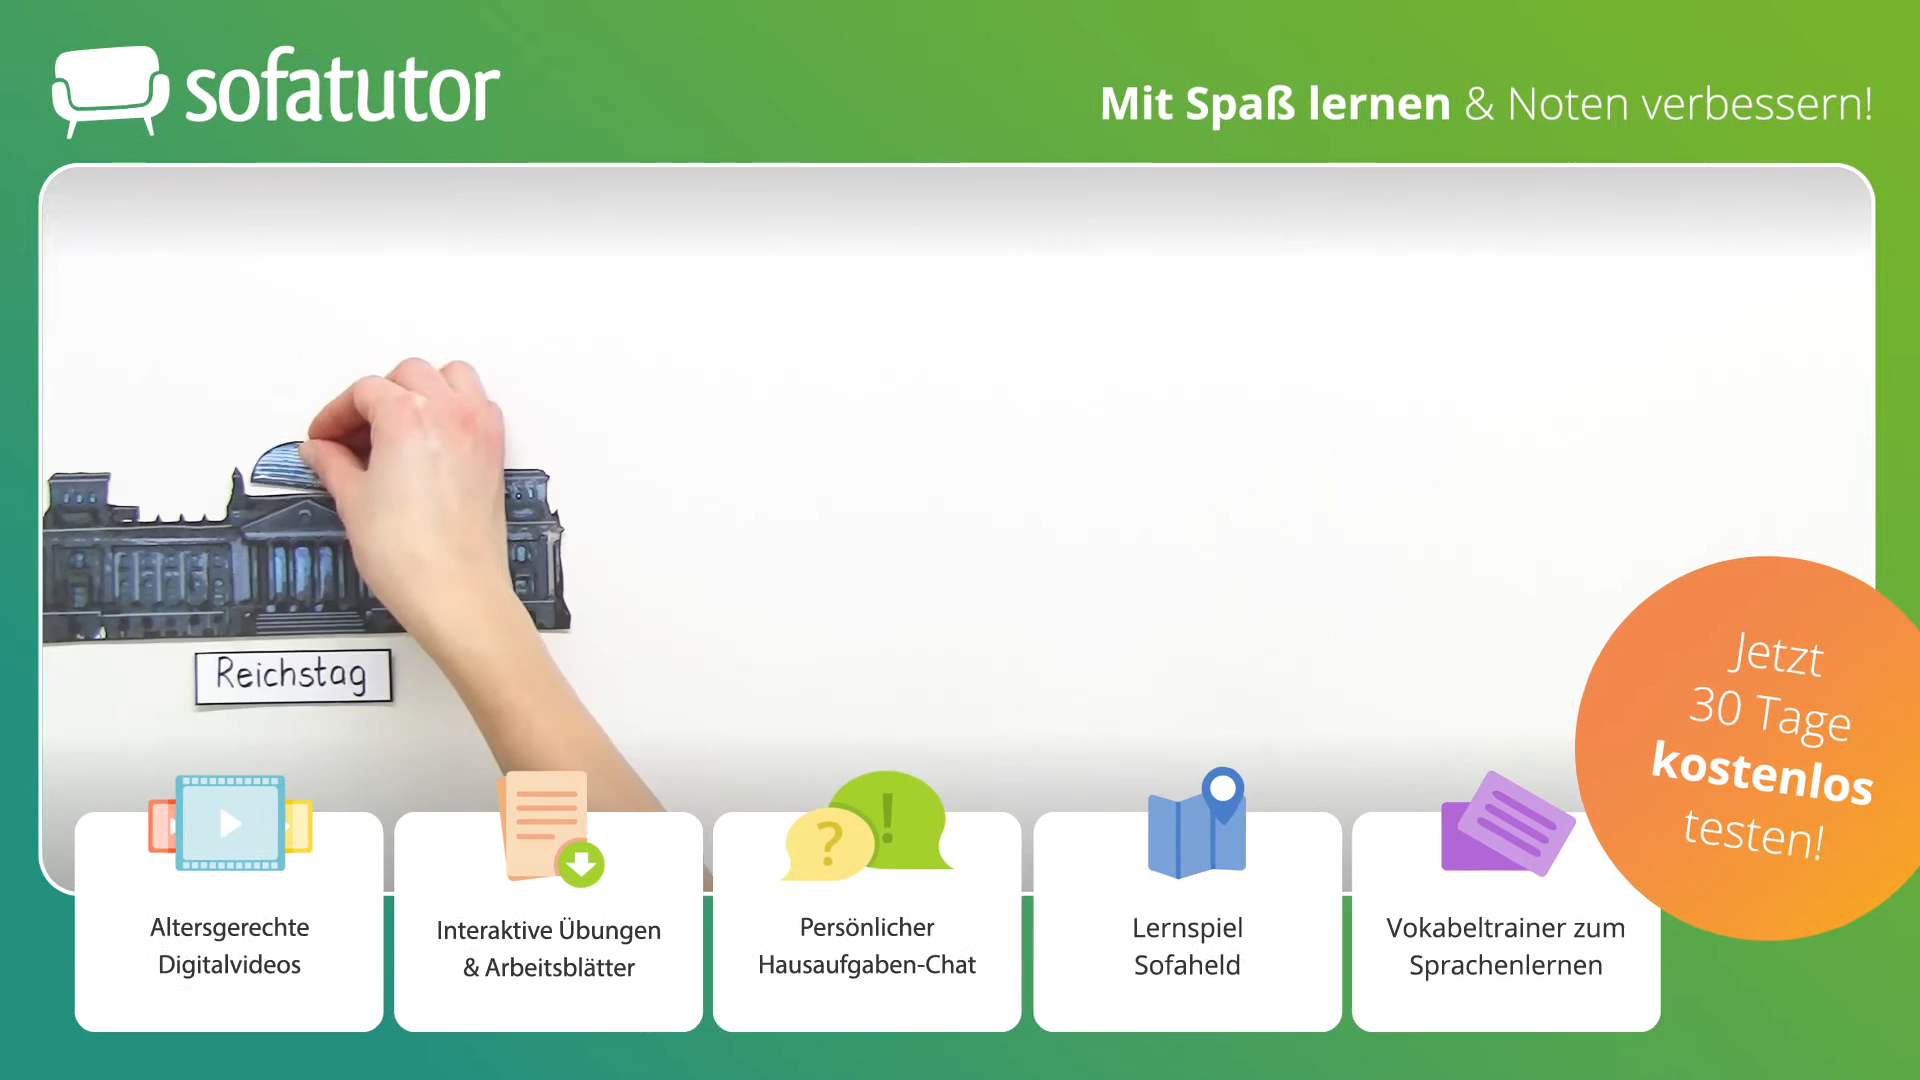 sofatutor
Mit Spaß lernen & Noten verbessern!
Reichstag
Jetzt
30 Tage
kostenlos
testen!
?
!
Altersgerechte
Digitalvideos
Interaktive Übungen
& Arbeitsblätter
Persönlicher
Hausaufgaben-Chat
Lernspiel
Sofaheld
Vokabeltrainer zum
Sprachenlernen